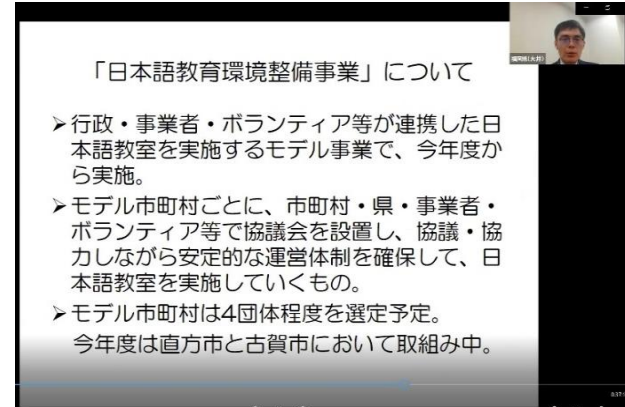 「日本語教育環境整備事業」について
➢行政・事業者・ボランティア等が連携した日
本語教室を実施するモデル事業で、今年度か
ら実施。
➢モデル市町村ごとに、市町村・県・事業者・
ボランティア等で協議会を設置し、協議・協
力しながら安定的な運営体制を確保して、日
本語教室を実施していくもの。
➢モデル市町村は4団体程度を選定予定。
今年度は直方市と古賀市において取組み中。